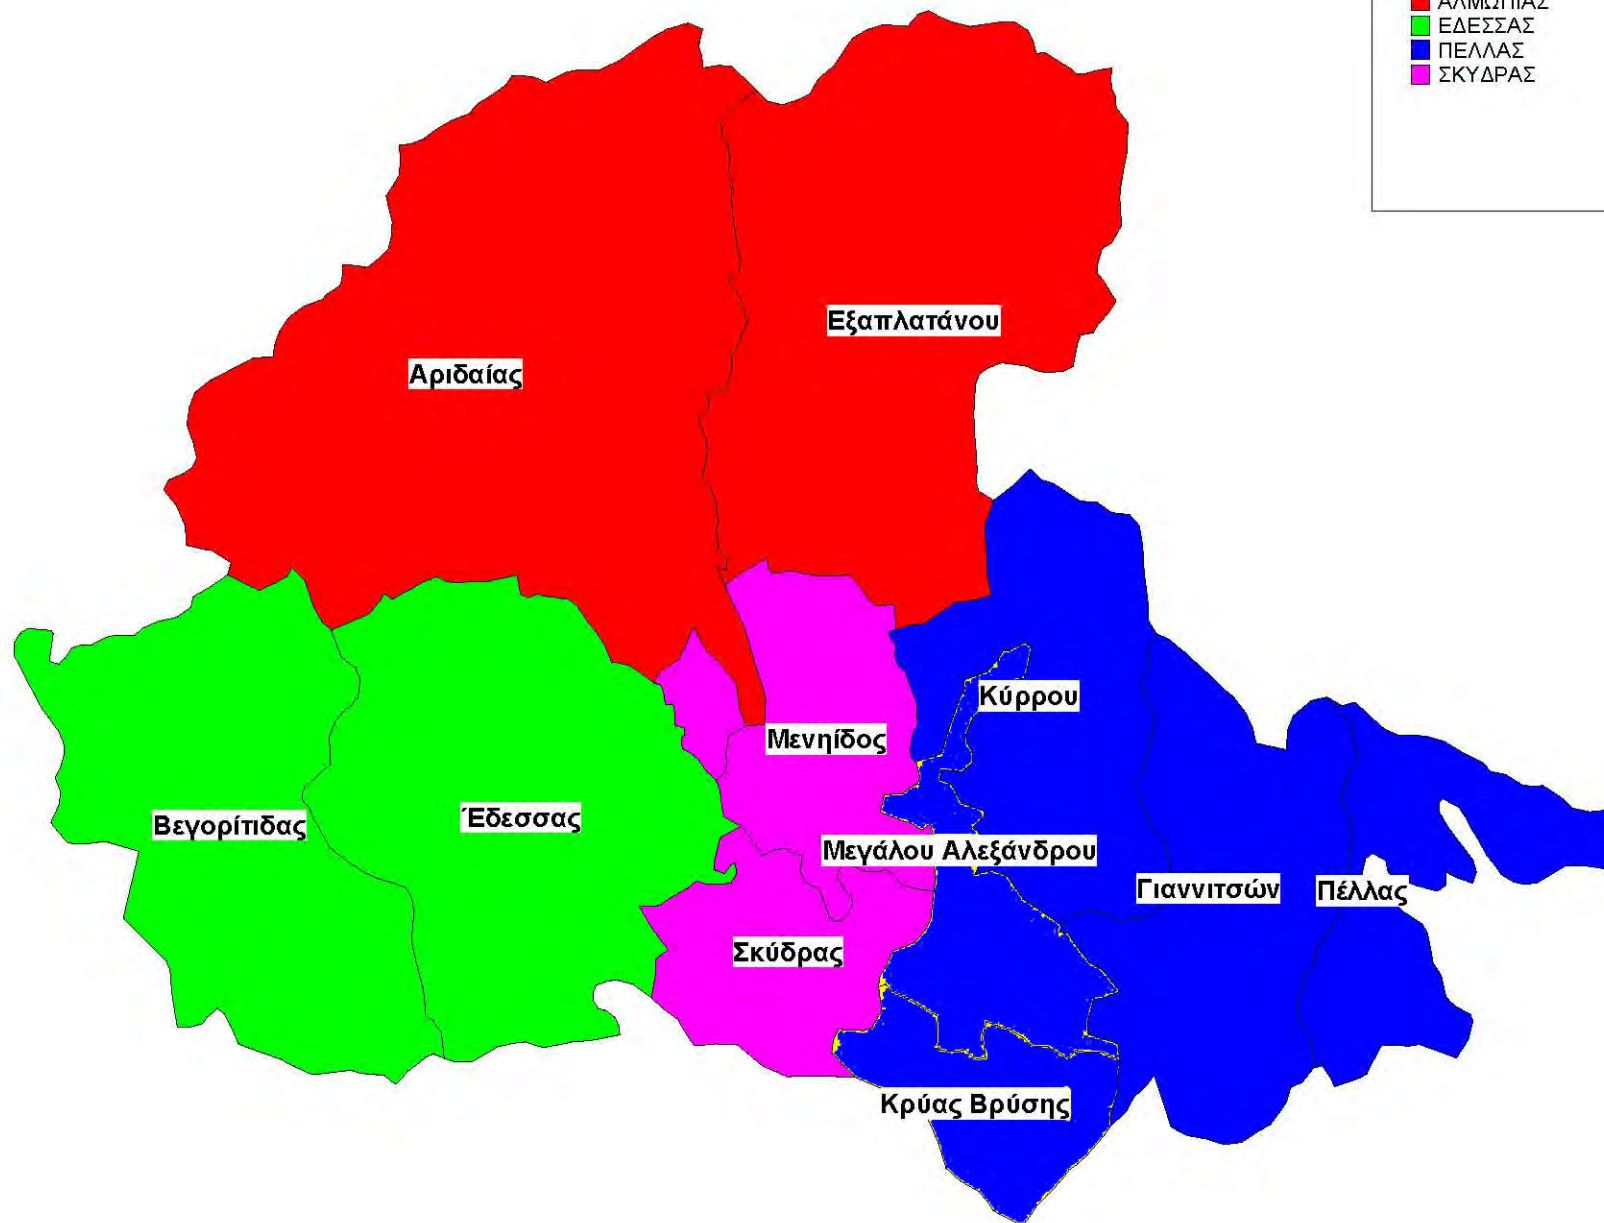 ΑΛΜΩΠΙΑΣ
ΕΔΕΣΣΑΣ
ΠΕΛΛΑΣ
ΣΚΥΔΡΑΣ
Εξαπλατάνου
Αριδαίας
Κύρρου
Μενηίδος
Βεγορίτιδας
Έδεσσας
Μεγάλου Αλεξάνδρου
Γιαννιτσών
Πέλλας
Σκύδρας
Κρύας Βρύσης